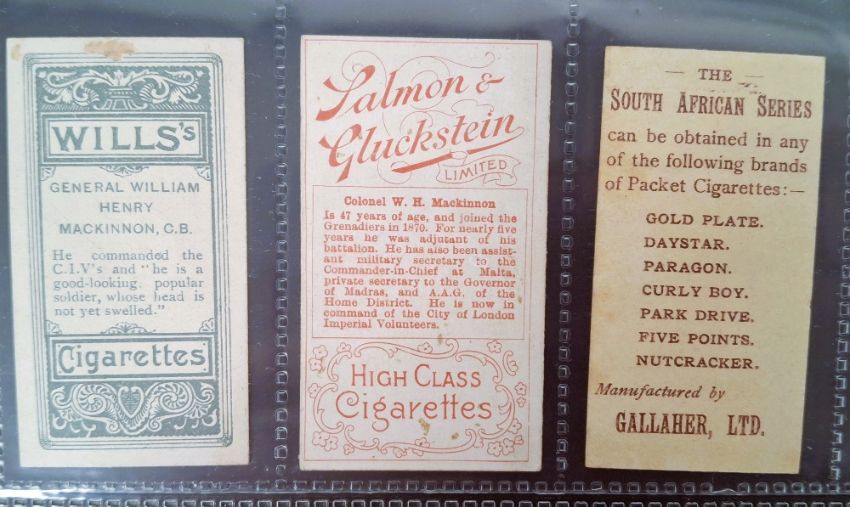 WILLS's
GENERAL WILLIAM
HENRY
MACKINNON, C.B.
He commanded the
C.I.V's and "he is a
good-looking popular
soldier, whose head is
not yet swelled."
Cigarettes
Salmon &
Gluckstein
LIMITED
Colonel W. H. Mackinnon
Is 47 years of age, and joined the
Grenadiers in 1870. For nearly five
years he was adjutant of his
battalion. He has also been assist-
ant military secretary to the
Commander-in-Chief at Malta,
private secretary to the Governor
of Madras, and A.A.G. of the
Home District. He is now in
command of the City of London
Imperial Volunteers.
HIGH CLASS
Cigarettes
— THE —
SOUTH AFRICAN SERIES
can be obtained in any
of the following brands
of Packet Cigarettes:—
GOLD PLATE.
DAYSTAR.
PARAGON.
CURLY BOY.
PARK DRIVE.
FIVE POINTS.
NUTCRACKER.
Manufactured by
GALLAHER, LTD.